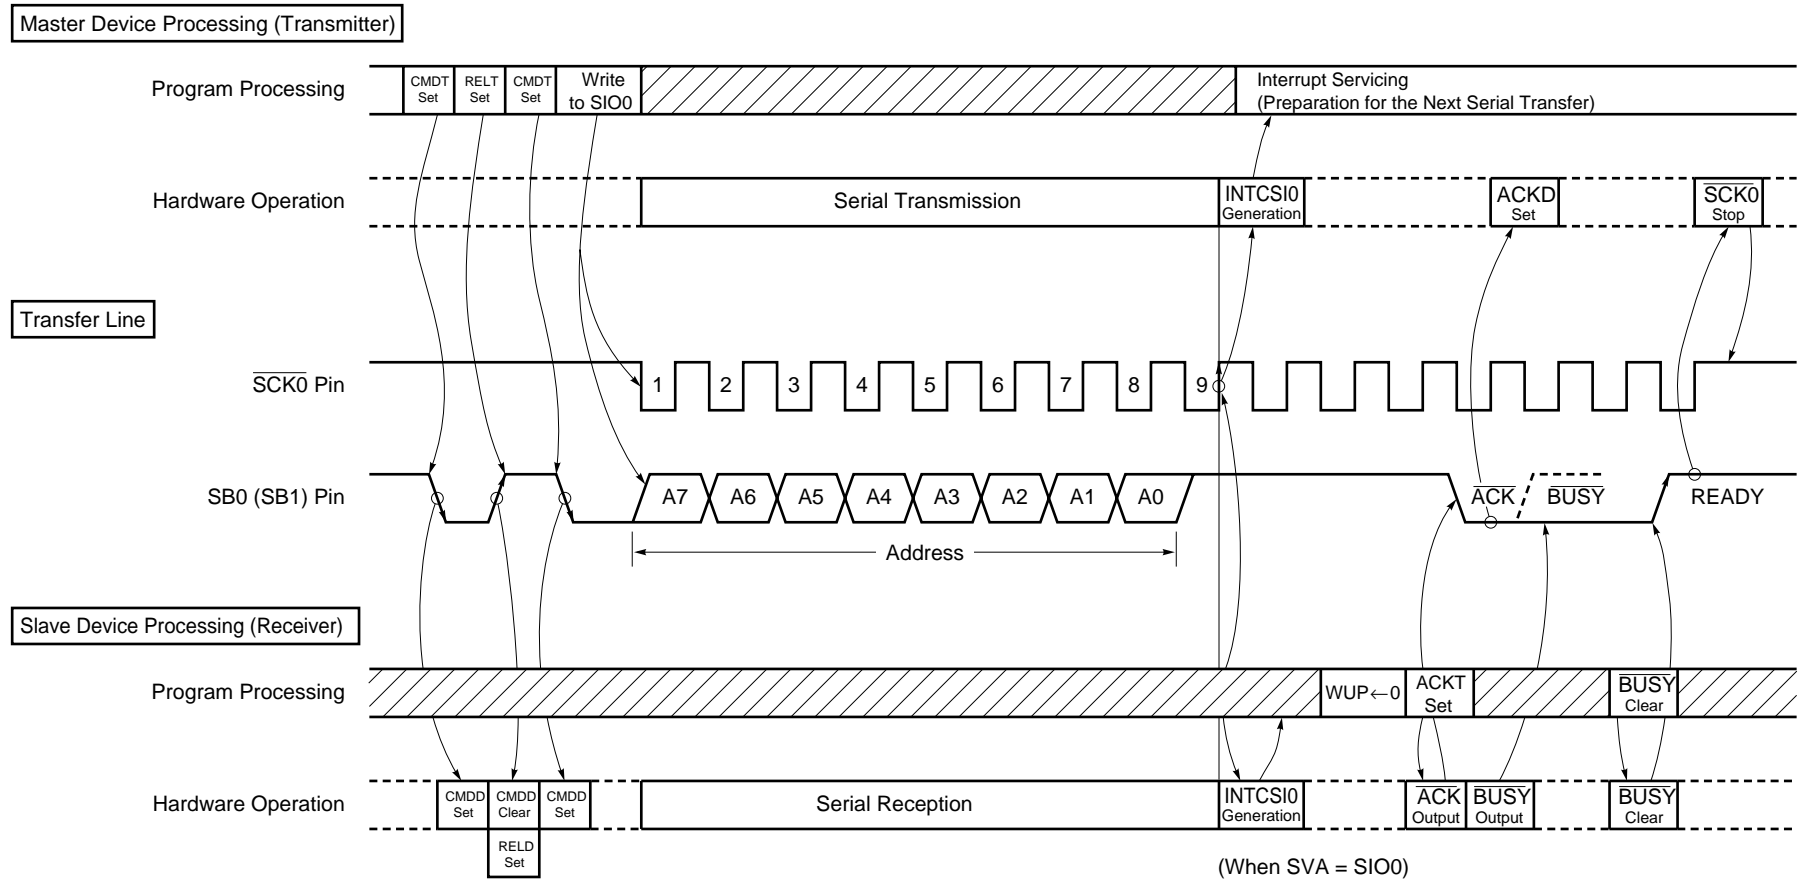 Master Device Processing (Transmitter)
Program Processing
CMDT
Set
RELT
Set
CMDT
Set
Write
to SIO0
Interrupt Servicing
(Preparation for the Next Serial Transfer)
Hardware Operation
Serial Transmission
INTCSI0
Generation
ACKD
Set
SCK0
Stop
Transfer Line
SCK0 Pin
1 2 3 4 5 6 7 8 9
SB0 (SB1) Pin
A7 A6 A5 A4 A3 A2 A1 A0
ACK
BUSY
READY
Address
Slave Device Processing (Receiver)
Program Processing
WUP←0
ACKT
Set
BUSY
Clear
Hardware Operation
CMDD
Set
CMDD
Clear
CMDD
Set
RELD
Set
Serial Reception
INTCSI0
Generation
ACK
Output
BUSY
Output
BUSY
Clear
(When SVA = SIO0)